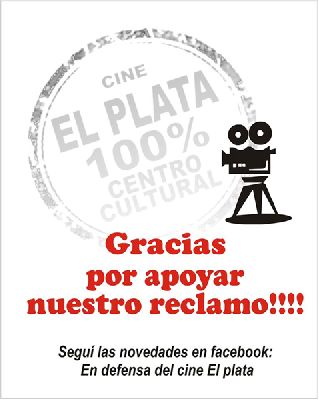 CINE
EL PLATA
100%
CENTRO
CULTURAL
Gracias
por apoyar
nuestro reclamo!!!!
Seguí las novedades en facebook:
En defensa del cine El plata